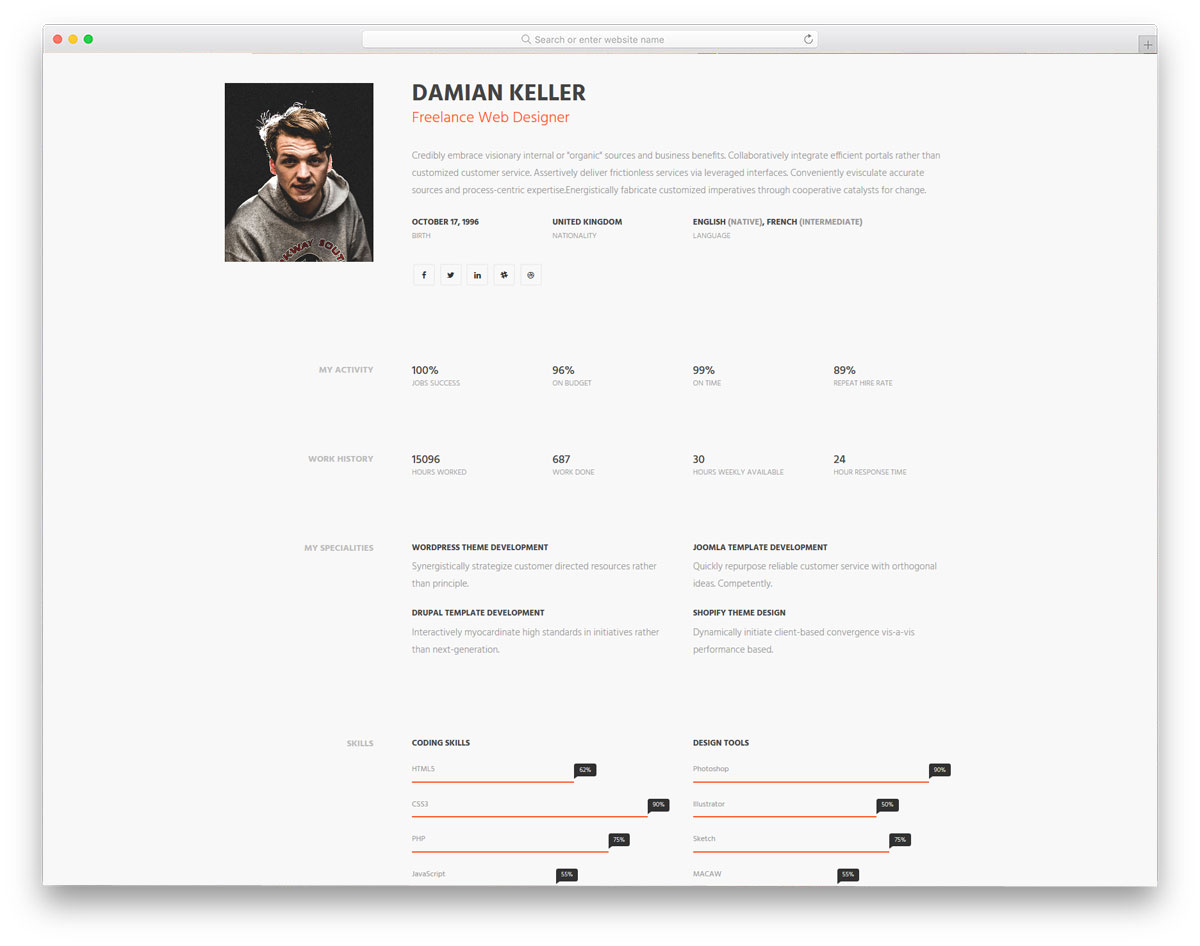 Search or enter website name
DAMIAN KELLER
Freelance Web Designer
Credibly embrace visionary internal or "organic" sources and business benefits. Collaboratively integrate efficient portals rather than
customized customer service. Assertively deliver frictionless services via leveraged interfaces. Conveniently evisculate accurate
sources and process-centric expertise.Energistically fabricate customized imperatives through cooperative catalysts for change.
OCTOBER 17, 1996 UNITED KINGDOM ENGLISH (NATIVE), FRENCH (INTERMEDIATE)
BIRTH NATIONALITY LANGUAGE
KWAY SOUT
MY ACTIVITY 100% 96% 99% 89%
JOBS SUCCESS ON BUDGET ON TIME REPEAT HIRE RATE
WORK HISTORY 15096 687 30 24
HOURS WORKED WORK DONE HOURS WEEKLY AVAILABLE HOUR RESPONSE TIME
MY SPECIALITIES
WORDPRESS THEME DEVELOPMENT
Synergistically strategize customer directed resources rather
than principle.
JOOMLA TEMPLATE DEVELOPMENT
Quickly repurpose reliable customer service with orthogonal
ideas. Competently.
DRUPAL TEMPLATE DEVELOPMENT
Interactively myocardinate high standards in initiatives rather
than next-generation.
SHOPIFY THEME DESIGN
Dynamically initiate client-based convergence vis-a-vis
performance based.
SKILLS
CODING SKILLS
HTML5 62%
CSS3 90%
PHP 75%
JavaScript 55%
DESIGN TOOLS
Photoshop 90%
Illustrator 50%
Sketch 75%
MACAW 55%